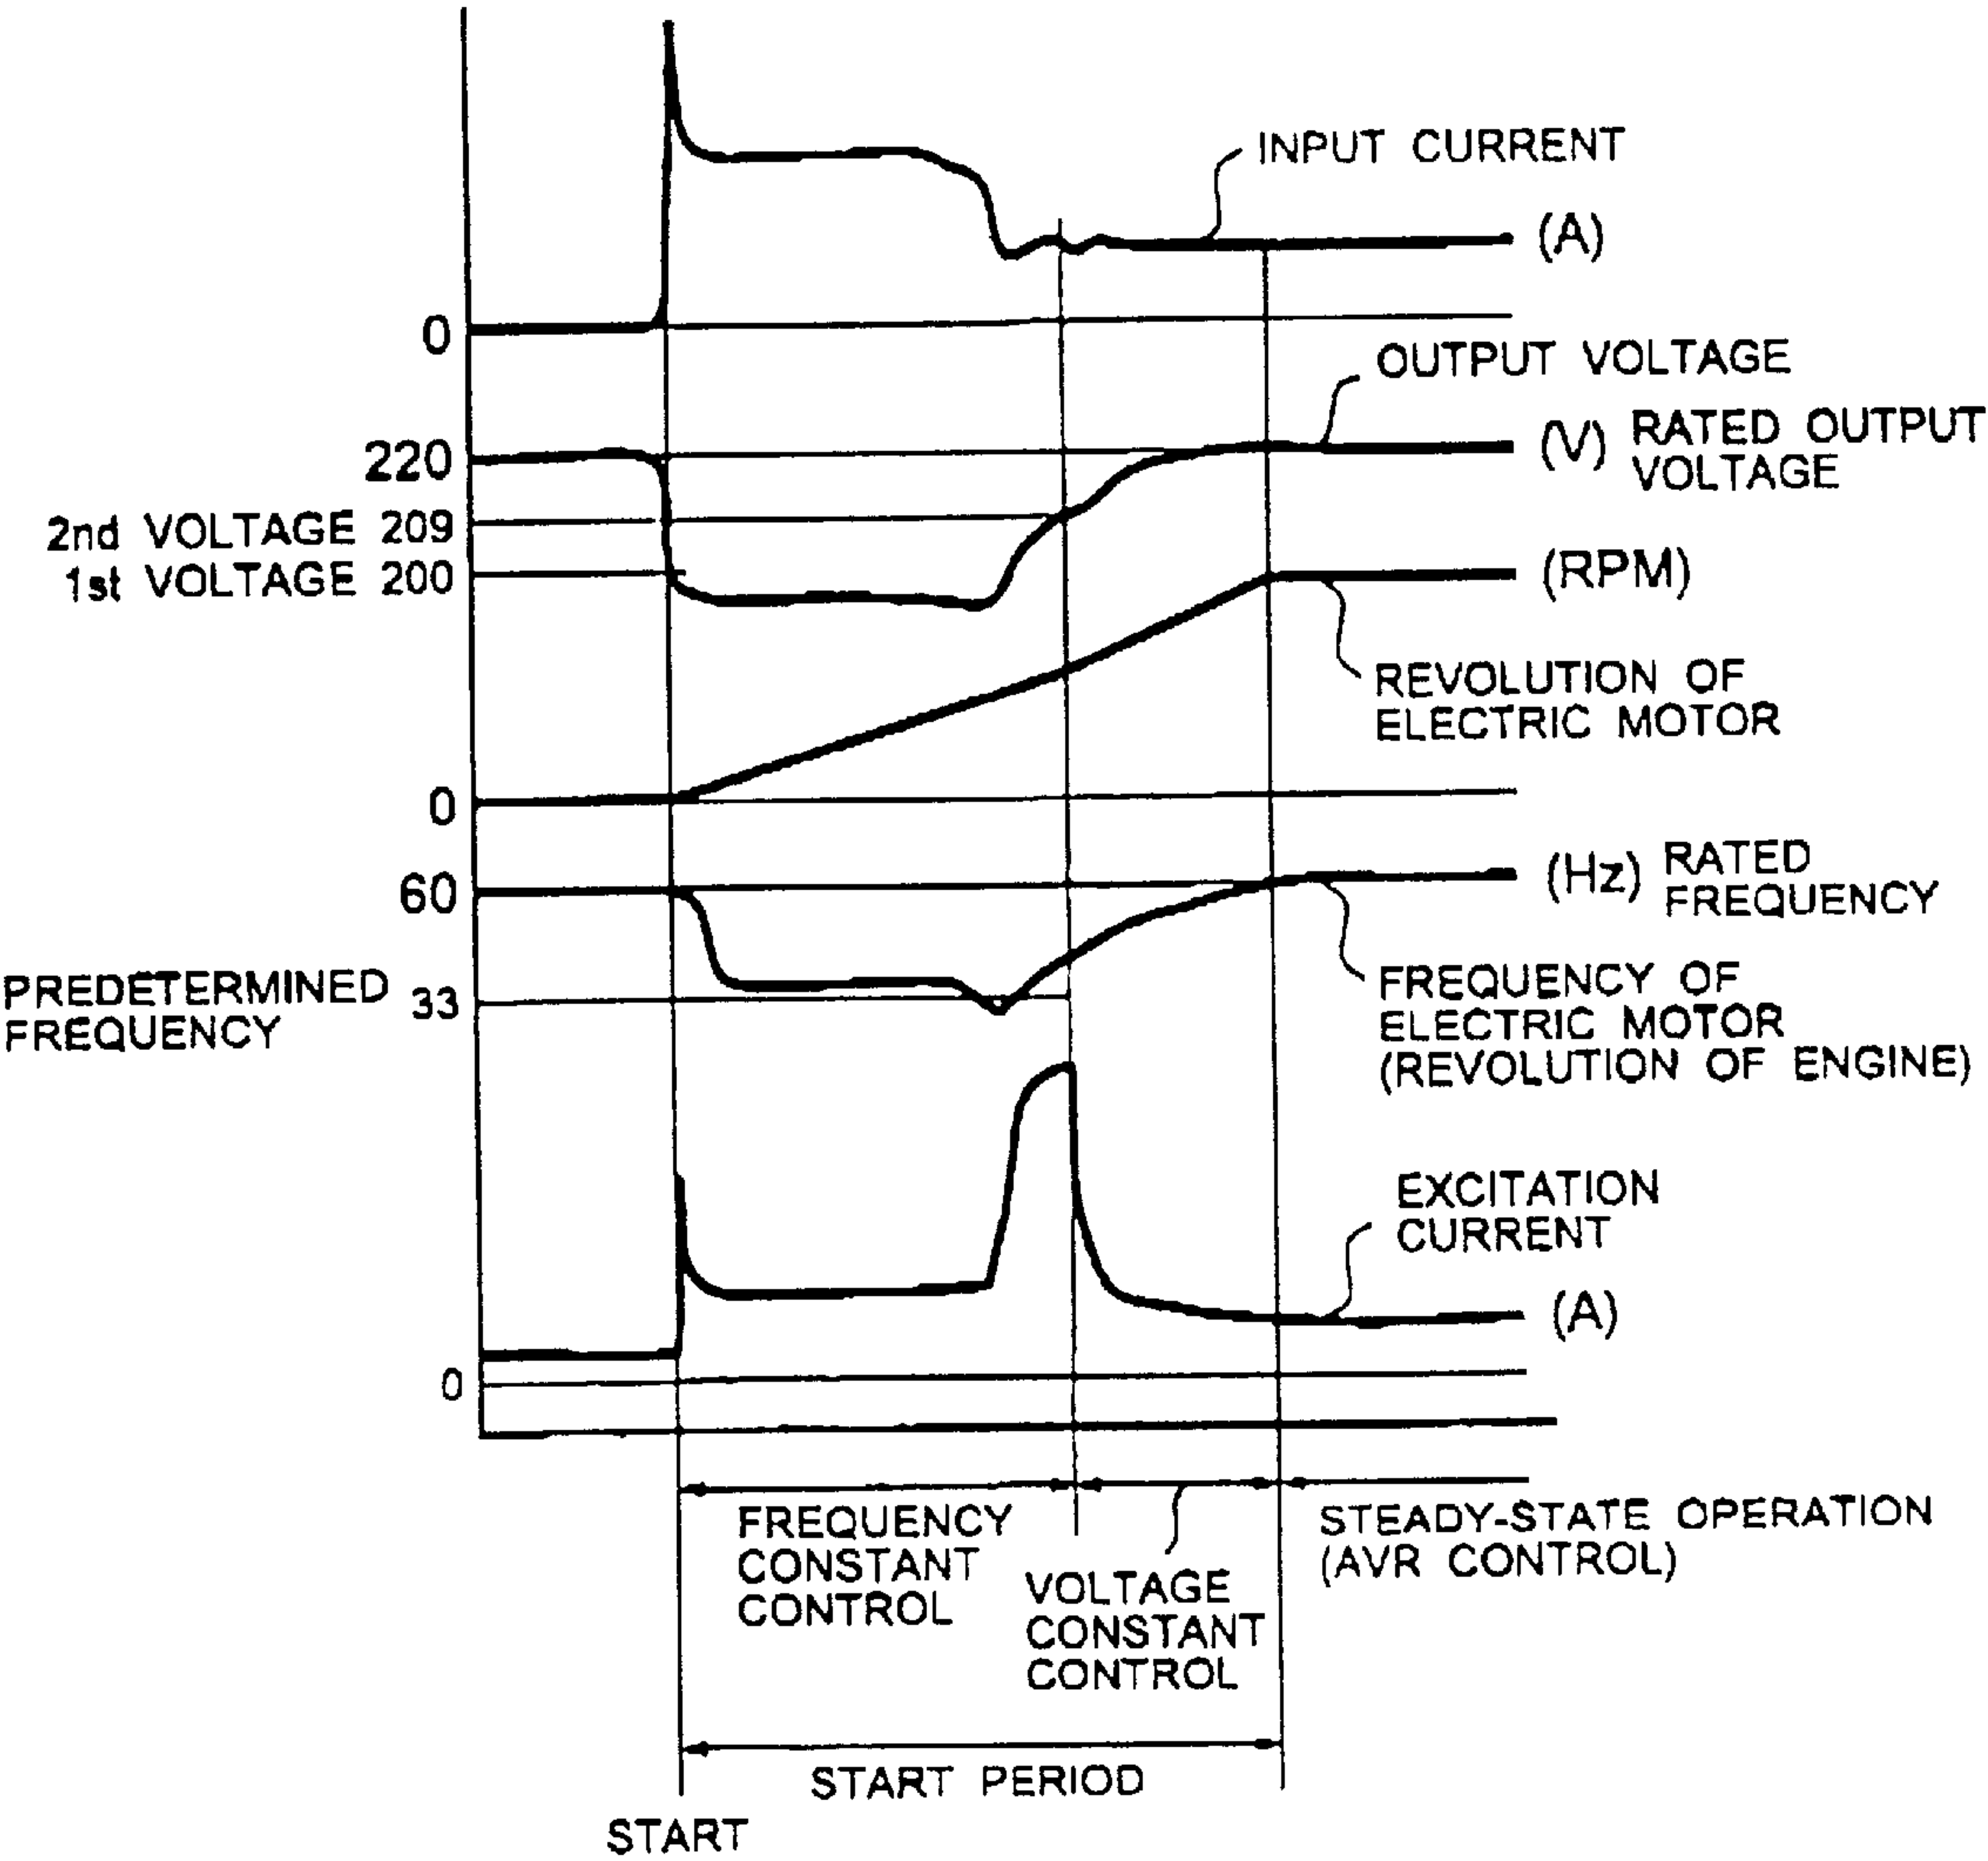 INPUT CURRENT
(A)
0
OUTPUT VOLTAGE
220
(V) RATED OUTPUT
VOLTAGE
2nd VOLTAGE 209
1st VOLTAGE 200
(RPM)
REVOLUTION OF
ELECTRIC MOTOR
0
60
(Hz) RATED
FREQUENCY
PREDETERMINED
FREQUENCY
33
FREQUENCY OF
ELECTRIC MOTOR
(REVOLUTION OF ENGINE)
EXCITATION
CURRENT
(A)
0
FREQUENCY
CONSTANT
CONTROL
VOLTAGE
CONSTANT
CONTROL
STEADY-STATE OPERATION
(AVR CONTROL)
START PERIOD
START